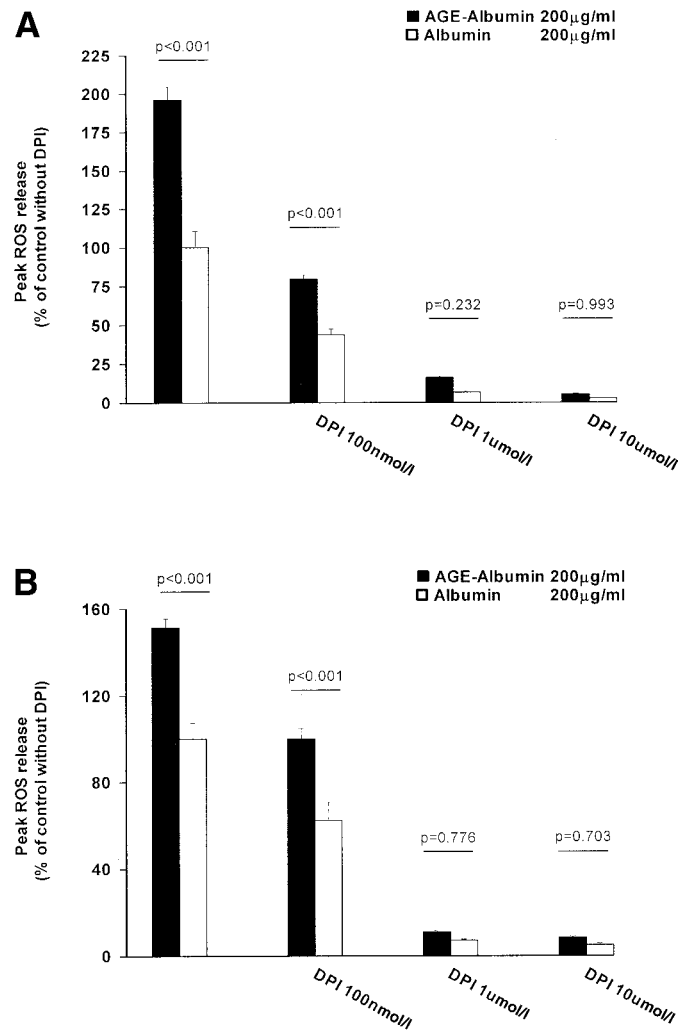 A
AGE-Albumin 200µg/ml
Albumin 200µg/ml
p<0.001
225
200
175
150
125
100
75
50
25
0
Peak ROS release
(% of control without DPI)
p<0.001
p=0.232
p=0.993
DPI 100nmol/l
DPI 1umol/l
DPI 10umol/l
B
AGE-Albumin 200µg/ml
Albumin 200µg/ml
p<0.001
160
120
80
40
0
Peak ROS release
(% of control without DPI)
p<0.001
p=0.776
p=0.703
DPI 100nmol/l
DPI 1umol/l
DPI 10umol/l